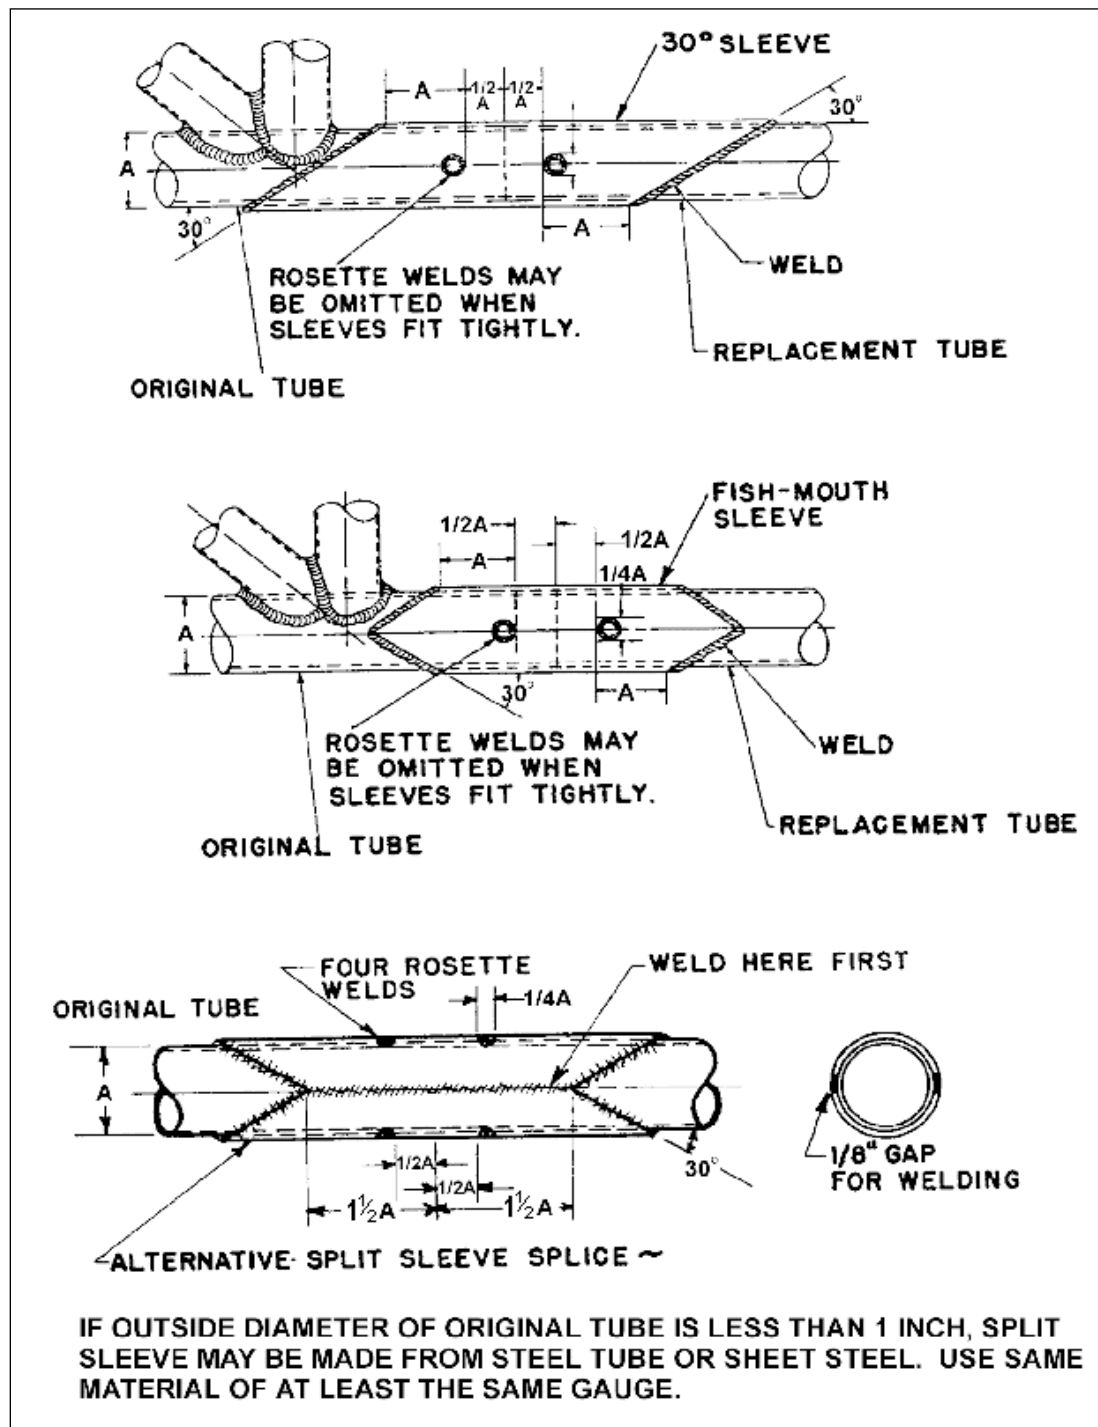 30° SLEEVE
A
1/2
A
1/2
A
30°
A
30°
A
ROSETTE WELDS MAY
BE OMITTED WHEN
SLEEVES FIT TIGHTLY.
WELD
REPLACEMENT TUBE
ORIGINAL TUBE
FISH-MOUTH
SLEEVE
1/2A
1/2A
A
1/4A
A
30°
A
ROSETTE WELDS MAY
BE OMITTED WHEN
SLEEVES FIT TIGHTLY.
WELD
REPLACEMENT TUBE
ORIGINAL TUBE
FOUR ROSETTE
WELDS
WELD HERE FIRST
1/4A
ORIGINAL TUBE
A
1/2A
1/2A
1 1/2A
1 1/2A
30°
1/8" GAP
FOR WELDING
ALTERNATIVE- SPLIT SLEEVE SPLICE ~
IF OUTSIDE DIAMETER OF ORIGINAL TUBE IS LESS THAN 1 INCH, SPLIT
SLEEVE MAY BE MADE FROM STEEL TUBE OR SHEET STEEL.  USE SAME
MATERIAL OF AT LEAST THE SAME GAUGE.